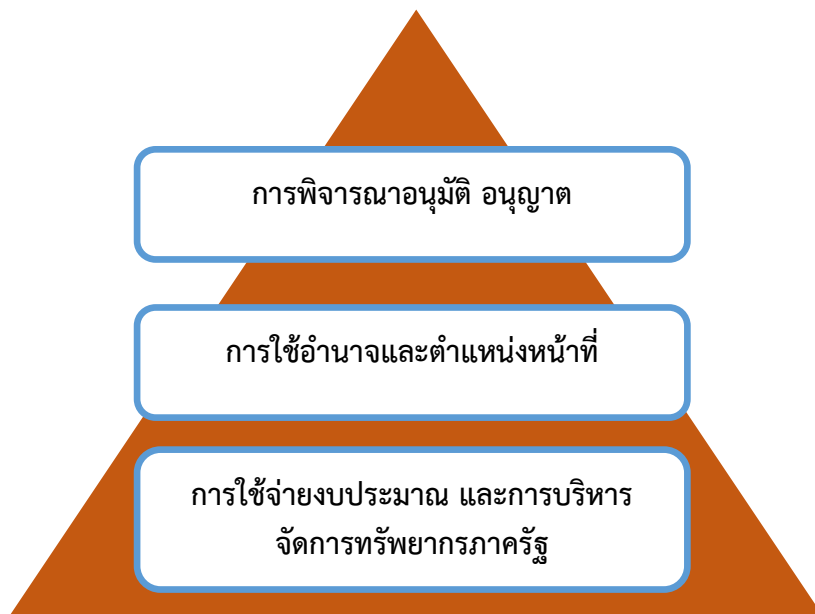 การพิจารณาอนุมัติ อนุญาต
การใช้อำนาจและตำแหน่งหน้าที่
การใช้จ่ายงบประมาณ และการบริหาร
จัดการทรัพยากรภาครัฐ